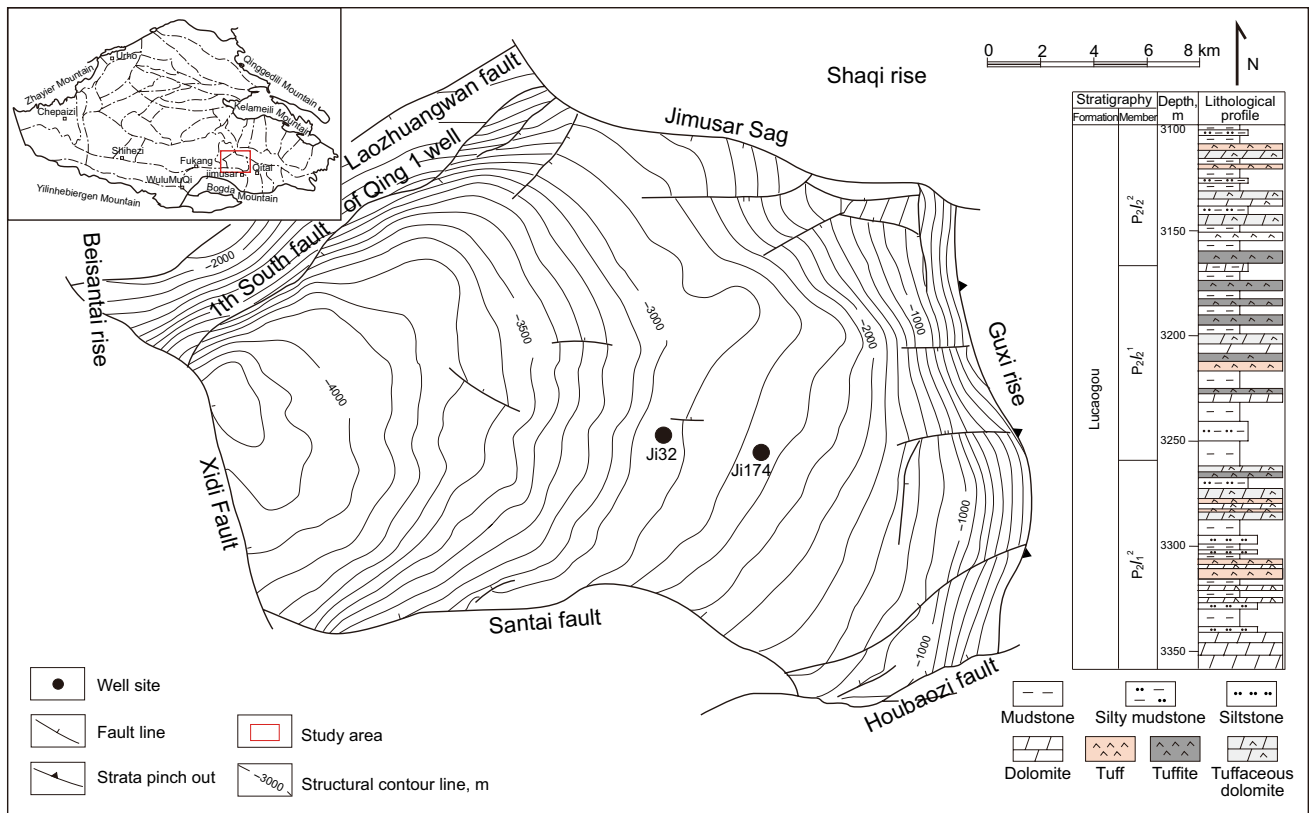 Urho
Zhayier Mountain
Qinggedili Mountain
Chepaizi
Kelameili Mountain
Shihezi
Fukang
Qitai
jimusar
WuluMuQi
Bogda Mountain
Yilinhebiergen Mountain
0 2 4 6 8 km
N
Shaqi rise
Laozhuangwan fault
Jimusar Sag
1th South fault of Qing 1 well
Beisantai rise
Guxi rise
Xidi Fault
Santai fault
Houbaozi fault
−2000
−3000
−3500
−4000
−2000
−1000
−1000
−1000
Ji32
Ji174
Stratigraphy
Depth, m
Lithological profile
Formation
Member
Lucaogou
P₂l₂²
P₂l₂¹
P₂l₁²
3100
3150
3200
3250
3300
3350
Well site
Fault line
Study area
Strata pinch out
−3000
Structural contour line, m
Mudstone
Silty mudstone
Siltstone
Dolomite
Tuff
Tuffite
Tuffaceous
dolomite